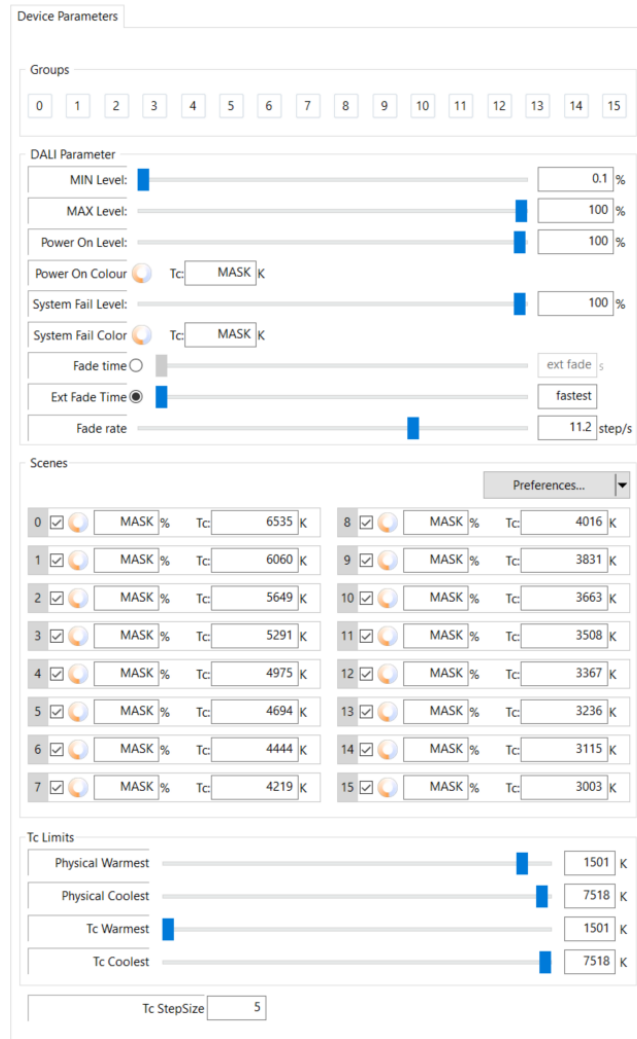 Device Parameters
Groups
0 1 2 3 4 5 6 7 8 9 10 11 12 13 14 15
DALI Parameter
MIN Level: 0.1 %
MAX Level: 100 %
Power On Level: 100 %
Power On Colour Tc: MASK K
System Fail Level: 100 %
System Fail Color Tc: MASK K
Fade time ext fade s
Ext Fade Time fastest
Fade rate 11.2 step/s
Scenes
Preferences...
0 MASK % Tc: 6535 K 8 MASK % Tc: 4016 K
1 MASK % Tc: 6060 K 9 MASK % Tc: 3831 K
2 MASK % Tc: 5649 K 10 MASK % Tc: 3663 K
3 MASK % Tc: 5291 K 11 MASK % Tc: 3508 K
4 MASK % Tc: 4975 K 12 MASK % Tc: 3367 K
5 MASK % Tc: 4694 K 13 MASK % Tc: 3236 K
6 MASK % Tc: 4444 K 14 MASK % Tc: 3115 K
7 MASK % Tc: 4219 K 15 MASK % Tc: 3003 K
Tc Limits
Physical Warmest 1501 K
Physical Coolest 7518 K
Tc Warmest 1501 K
Tc Coolest 7518 K
Tc StepSize 5